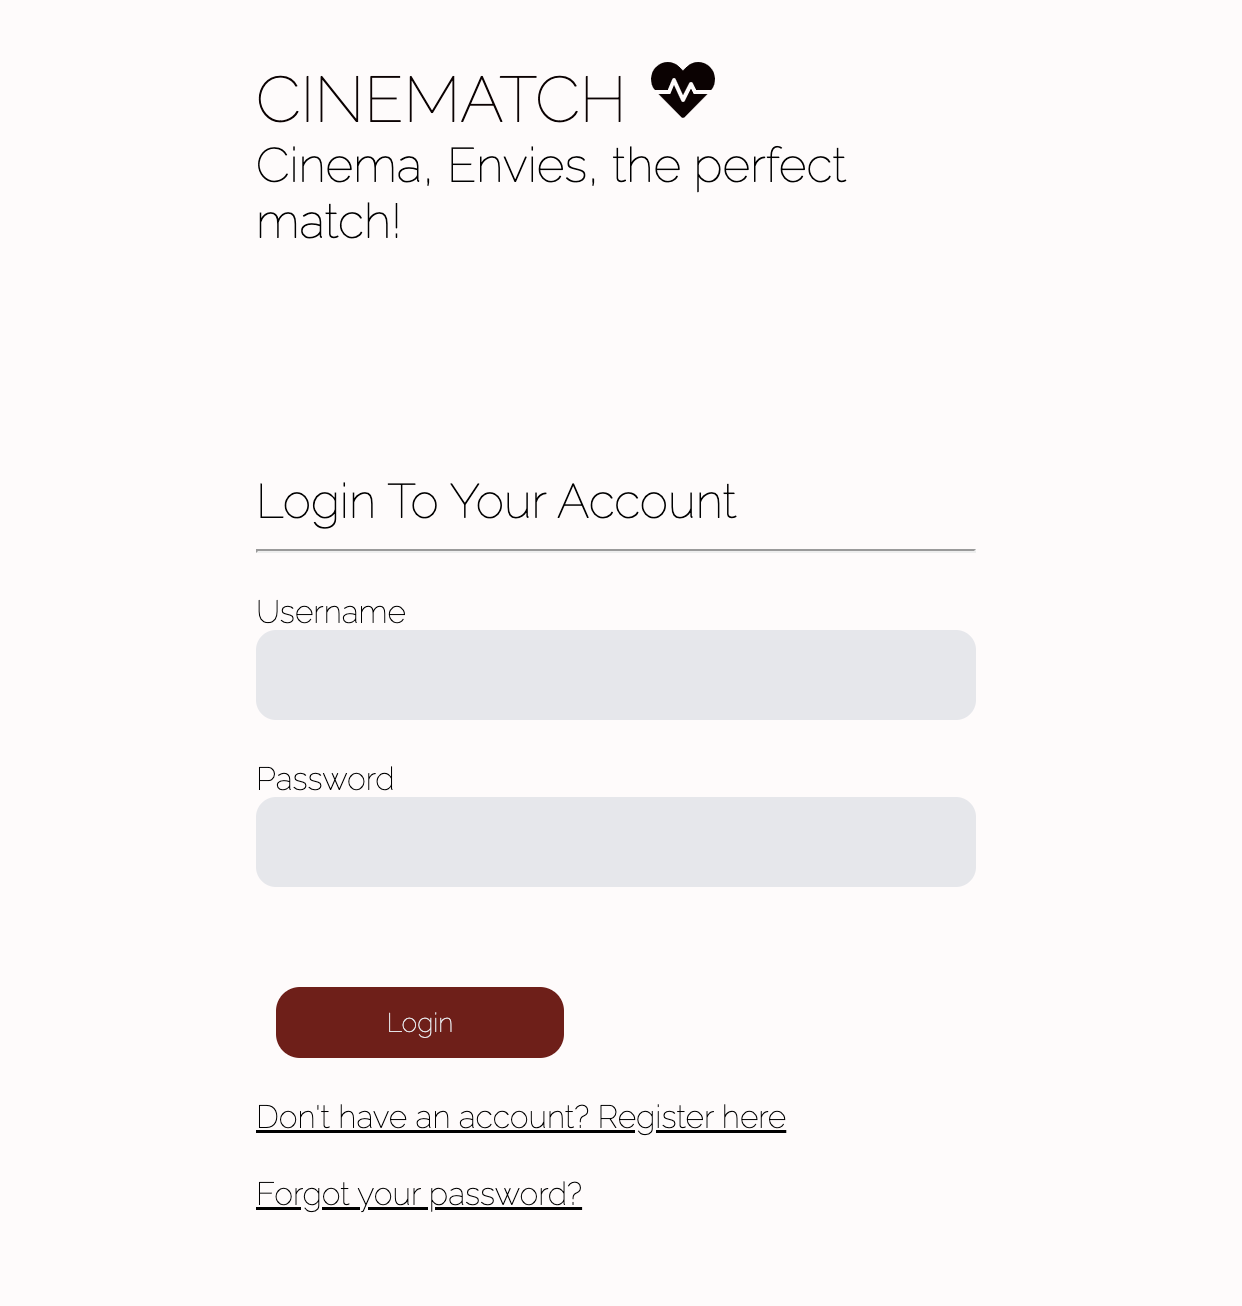 CINEMATCH
Cinema, Envies, the perfect
match!
Login To Your Account
Username
Password
Login
Don't have an account? Register here
Forgot your password?